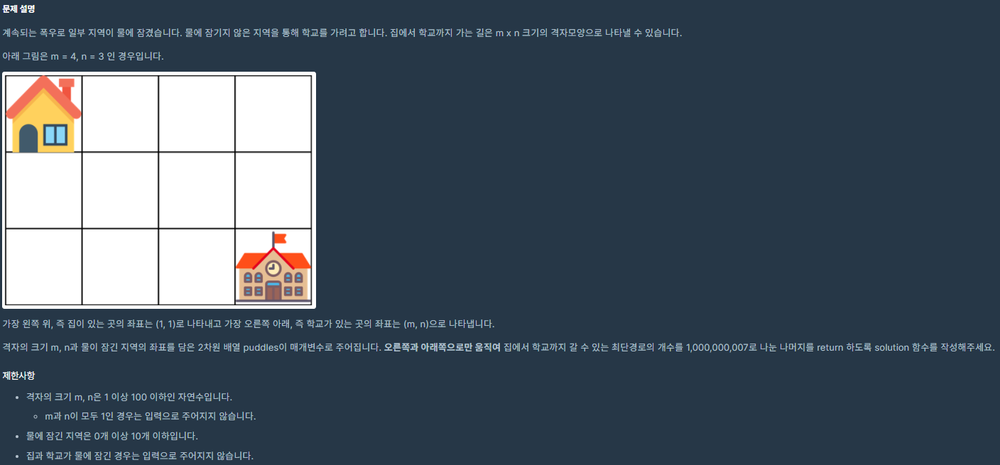 문제 설명
계속되는 폭우로 일부 지역이 물에 잠겼습니다. 물에 잠기지 않은 지역을 통해 학교를 가려고 합니다. 집에서 학교까지 가는 길은 m x n 크기의 격자모양으로 나타낼 수 있습니다.
아래 그림은 m = 4, n = 3 인 경우입니다.
가장 왼쪽 위, 즉 집이 있는 곳의 좌표는 (1, 1)로 나타내고 가장 오른쪽 아래, 즉 학교가 있는 곳의 좌표는 (m, n)으로 나타냅니다.
격자의 크기 m, n과 물이 잠긴 지역의 좌표를 담은 2차원 배열 puddles이 매개변수로 주어집니다. 오른쪽과 아래쪽으로만 움직여 집에서 학교까지 갈 수 있는 최단경로의 개수를 1,000,000,007로 나눈 나머지를 return 하도록 solution 함수를 작성해주세요.
제한사항
• 격자의 크기 m, n은 1 이상 100 이하인 자연수입니다.
◦ m과 n이 모두 1인 경우는 입력으로 주어지지 않습니다.
• 물에 잠긴 지역은 0개 이상 10개 이하입니다.
• 집과 학교가 물에 잠긴 경우는 입력으로 주어지지 않습니다.